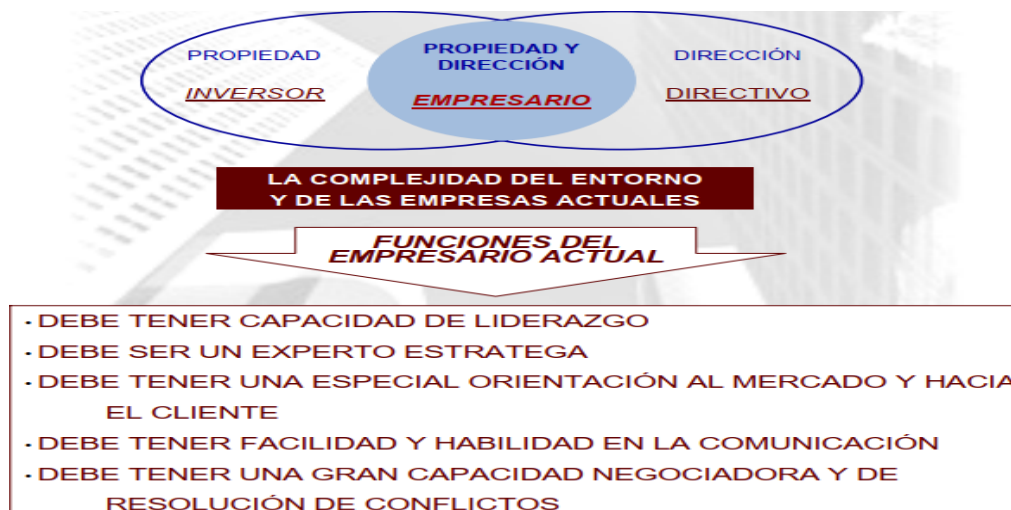 PROPIEDAD
INVERSOR
PROPIEDAD Y
DIRECCIÓN
EMPRESARIO
DIRECCIÓN
DIRECTIVO
LA COMPLEJIDAD DEL ENTORNO
Y DE LAS EMPRESAS ACTUALES
FUNCIONES DEL
EMPRESARIO ACTUAL
· DEBE TENER CAPACIDAD DE LIDERAZGO
· DEBE SER UN EXPERTO ESTRATEGA
· DEBE TENER UNA ESPECIAL ORIENTACIÓN AL MERCADO Y HACIA
EL CLIENTE
· DEBE TENER FACILIDAD Y HABILIDAD EN LA COMUNICACIÓN
· DEBE TENER UNA GRAN CAPACIDAD NEGOCIADORA Y DE
RESOLUCIÓN DE CONFLICTOS